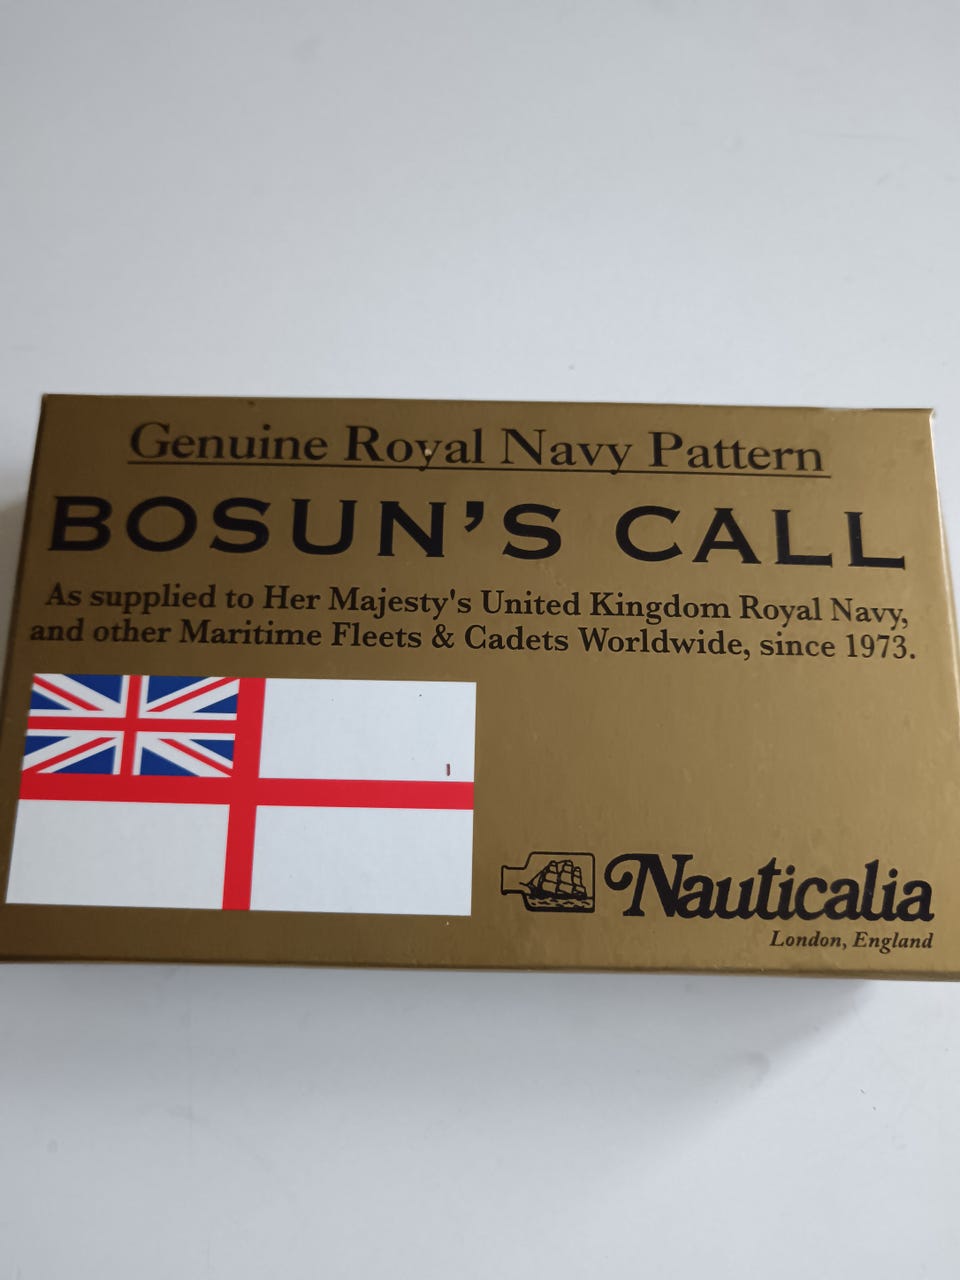 Genuine Royal Navy Pattern
BOSUN'S CALL
As supplied to Her Majesty's United Kingdom Royal Navy,
and other Maritime Fleets & Cadets Worldwide, since 1973.
Nauticalia
London, England